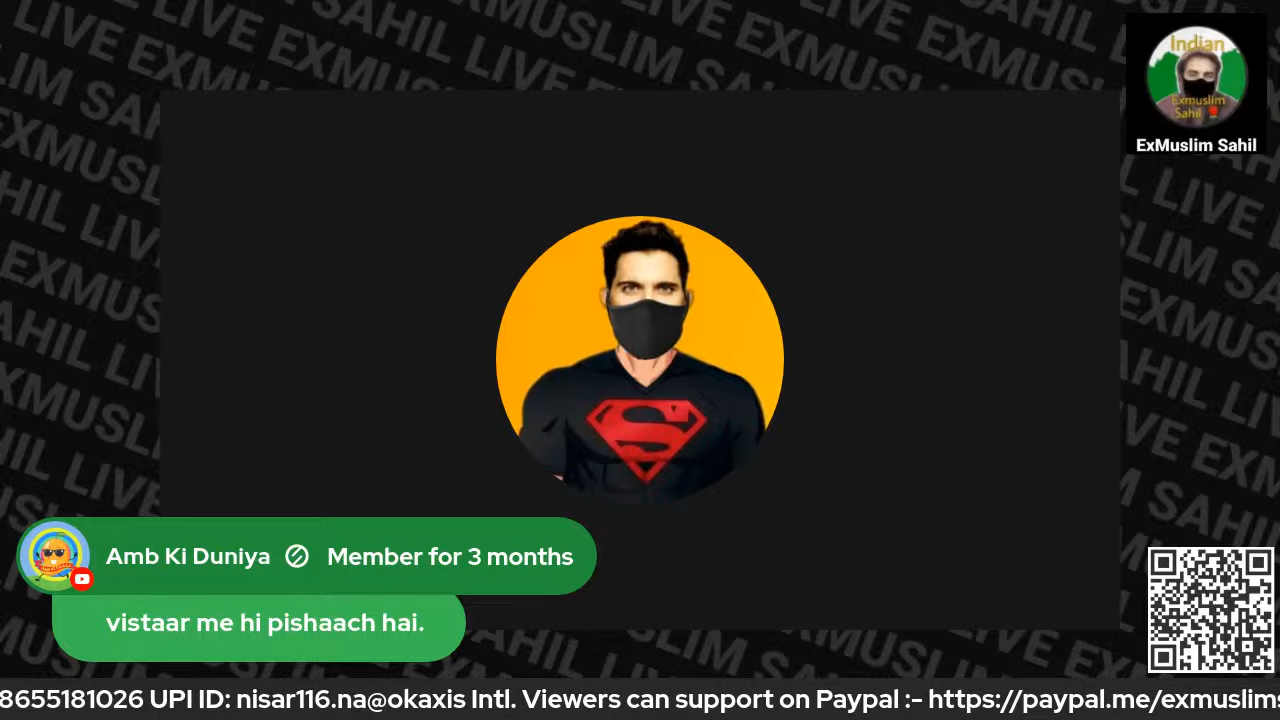 Indian
Exmuslim
Sahil
ExMuslim Sahil
Amb Ki Duniya Member for 3 months
vistaar me hi pishaach hai.
8655181026 UPI ID: nisar116.na@okaxis Intl. Viewers can support on Paypal :- https://paypal.me/exmuslim